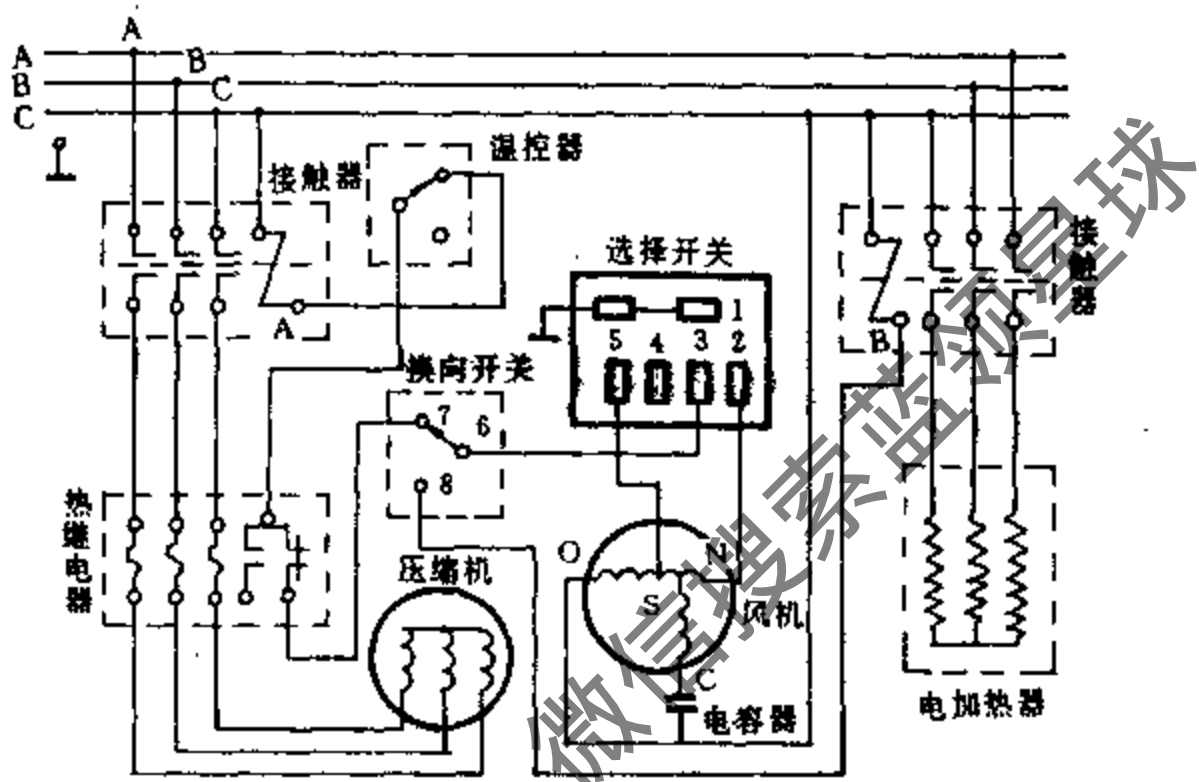 A
A
B
B
C
C
温控器
接触器
选择开关
接触器
1
A
5 4 3 2
B
换向开关
7
6
8
热继电器
压缩机
O
N
S
风机
C
电容器
电加热器
微信搜索蓝领星球